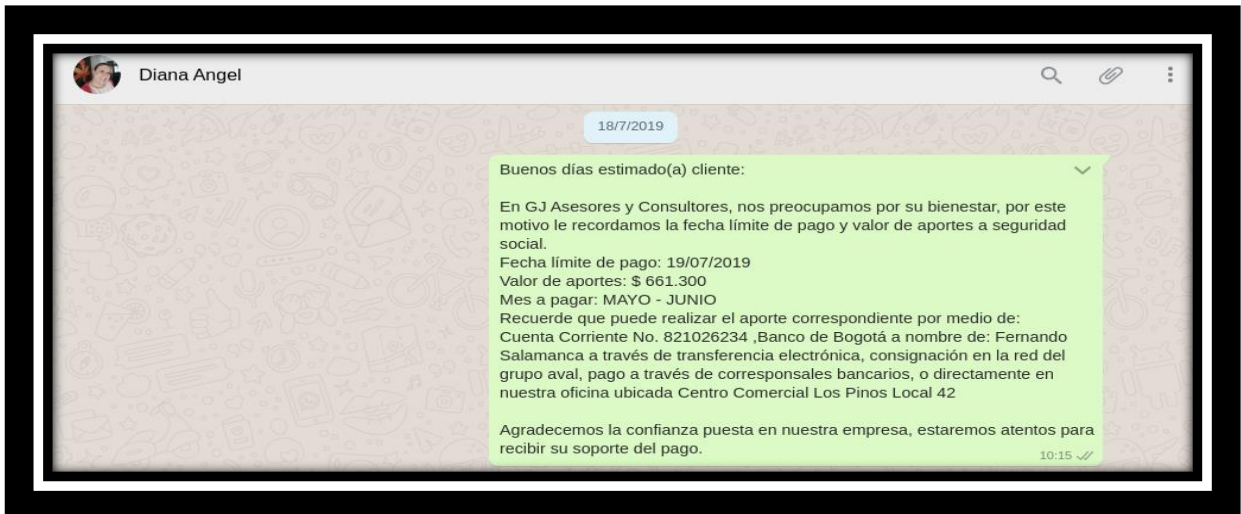 Diana Angel
18/7/2019
Buenos días estimado(a) cliente:
En GJ Asesores y Consultores, nos preocupamos por su bienestar, por este
motivo le recordamos la fecha límite de pago y valor de aportes a seguridad
social.
Fecha límite de pago: 19/07/2019
Valor de aportes: $ 661.300
Mes a pagar: MAYO - JUNIO
Recuerde que puede realizar el aporte correspondiente por medio de:
Cuenta Corriente No. 821026234 ,Banco de Bogotá a nombre de: Fernando
Salamanca a través de transferencia electrónica, consignación en la red del
grupo aval, pago a través de corresponsales bancarios, o directamente en
nuestra oficina ubicada Centro Comercial Los Pinos Local 42
Agradecemos la confianza puesta en nuestra empresa, estaremos atentos para
recibir su soporte del pago.
10:15